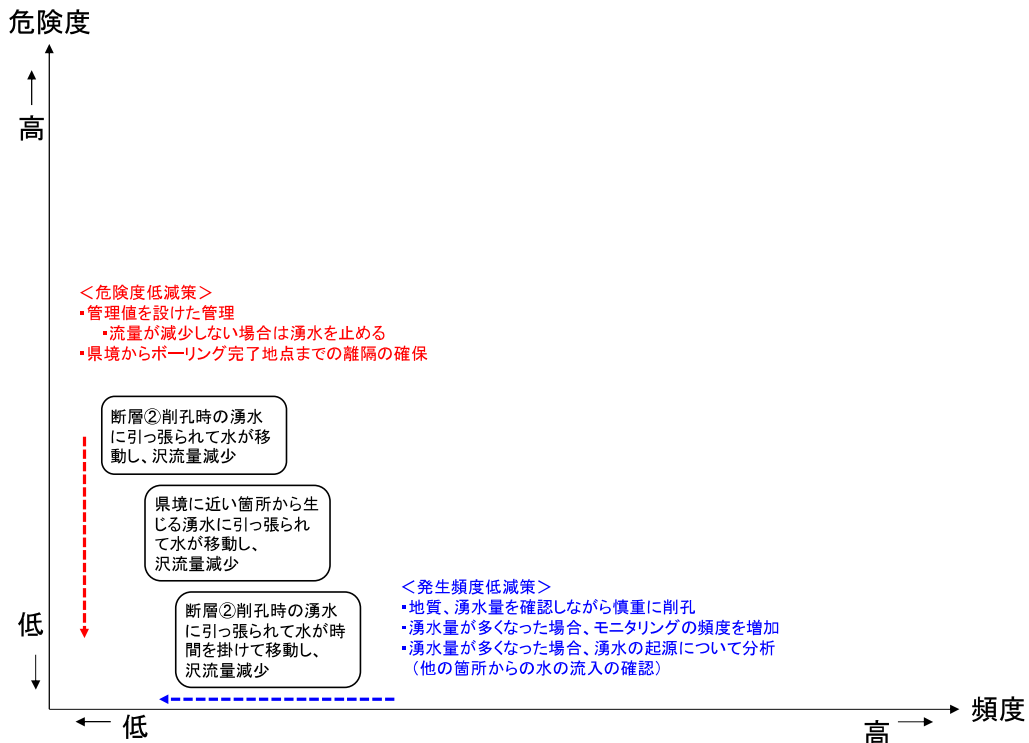 危険度
高
＜危険度低減策＞
▪管理値を設けた管理
▪流量が減少しない場合は湧水を止める
▪県境からボーリング完了地点までの離隔の確保
断層②削孔時の湧水
に引っ張られて水が移
動し、沢流量減少
県境に近い箇所から生
じる湧水に引っ張られ
て水が移動し、
沢流量減少
断層②削孔時の湧水
に引っ張られて水が時
間を掛けて移動し、
沢流量減少
＜発生頻度低減策＞
▪地質、湧水量を確認しながら慎重に削孔
▪湧水量が多くなった場合、モニタリングの頻度を増加
▪湧水量が多くなった場合、湧水の起源について分析
（他の箇所からの水の流入の確認）
低
低
高
頻度